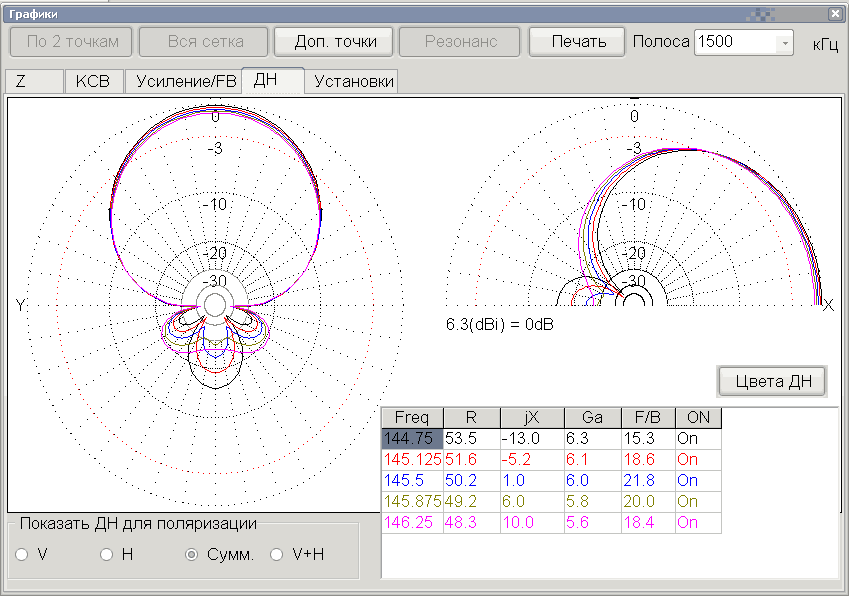 Графики
По 2 точкам Вся сетка Доп. точки Резонанс Печать Полоса 1500 кГц
Z КСВ Усиление/FB ДН Установки
0 0
-3 -3
-10 -10
-20 -20
-30 -30
Y X
6.3(dBi) = 0dB
Цвета ДН
Freq R jX Ga F/B ON
144.75 53.5 -13.0 6.3 15.3 On
145.125 51.6 -5.2 6.1 18.6 On
145.5 50.2 1.0 6.0 21.8 On
145.875 49.2 6.0 5.8 20.0 On
146.25 48.3 10.0 5.6 18.4 On
Показать ДН для поляризации
V H Сумм. V+H